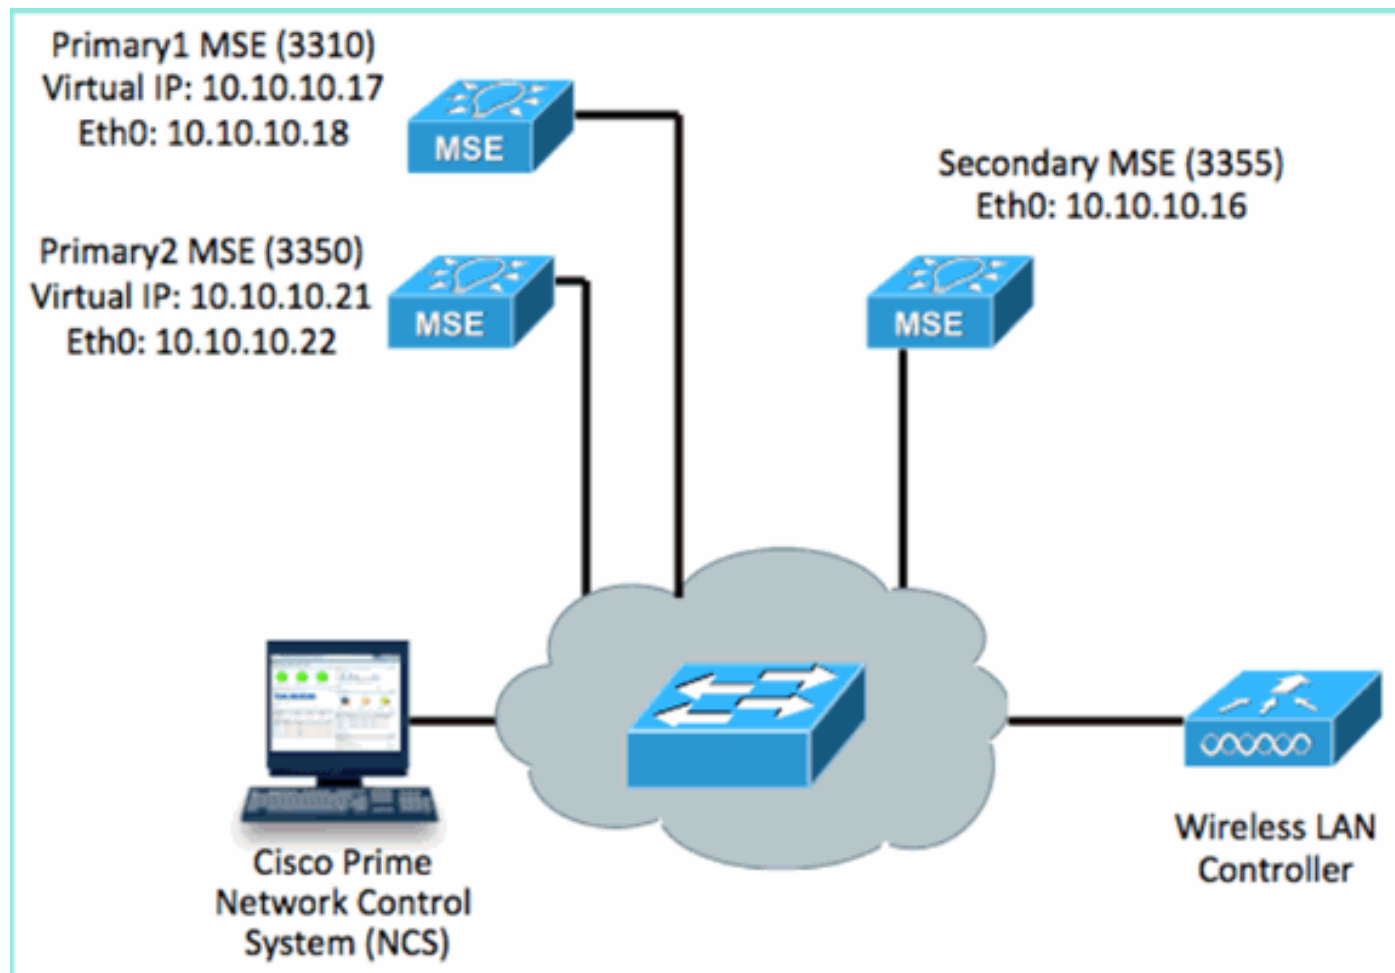 Primary1 MSE (3310)
Virtual IP: 10.10.10.17
Eth0: 10.10.10.18
MSE
Secondary MSE (3355)
Eth0: 10.10.10.16
Primary2 MSE (3350)
Virtual IP: 10.10.10.21
Eth0: 10.10.10.22
MSE
MSE
Cisco Prime
Network Control
System (NCS)
Wireless LAN
Controller